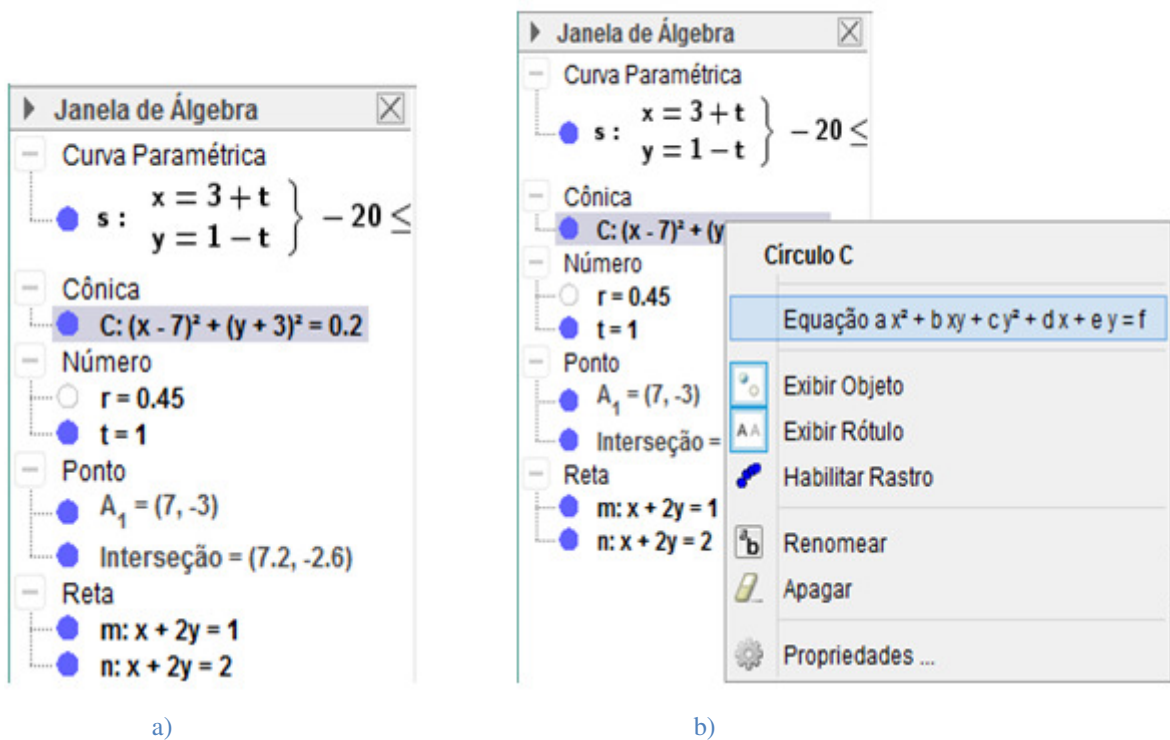 Janela de Álgebra
Curva Paramétrica
s : x = 3 + t
y = 1 − t } − 20 ≤
Cônica
C: (x - 7)² + (y + 3)² = 0.2
Número
r = 0.45
t = 1
Ponto
A₁ = (7, -3)
Interseção = (7.2, -2.6)
Reta
m: x + 2y = 1
n: x + 2y = 2
a)
Janela de Álgebra
Curva Paramétrica
s : x = 3 + t
y = 1 − t } − 20 ≤
Cônica
C: (x - 7)² + (y
Número
r = 0.45
t = 1
Ponto
A₁ = (7, -3)
Interseção =
Reta
m: x + 2y = 1
n: x + 2y = 2
Círculo C
Equação a x² + b xy + c y² + d x + e y = f
Exibir Objeto
AA Exibir Rótulo
Habilitar Rastro
ab Renomear
Apagar
Propriedades ...
b)